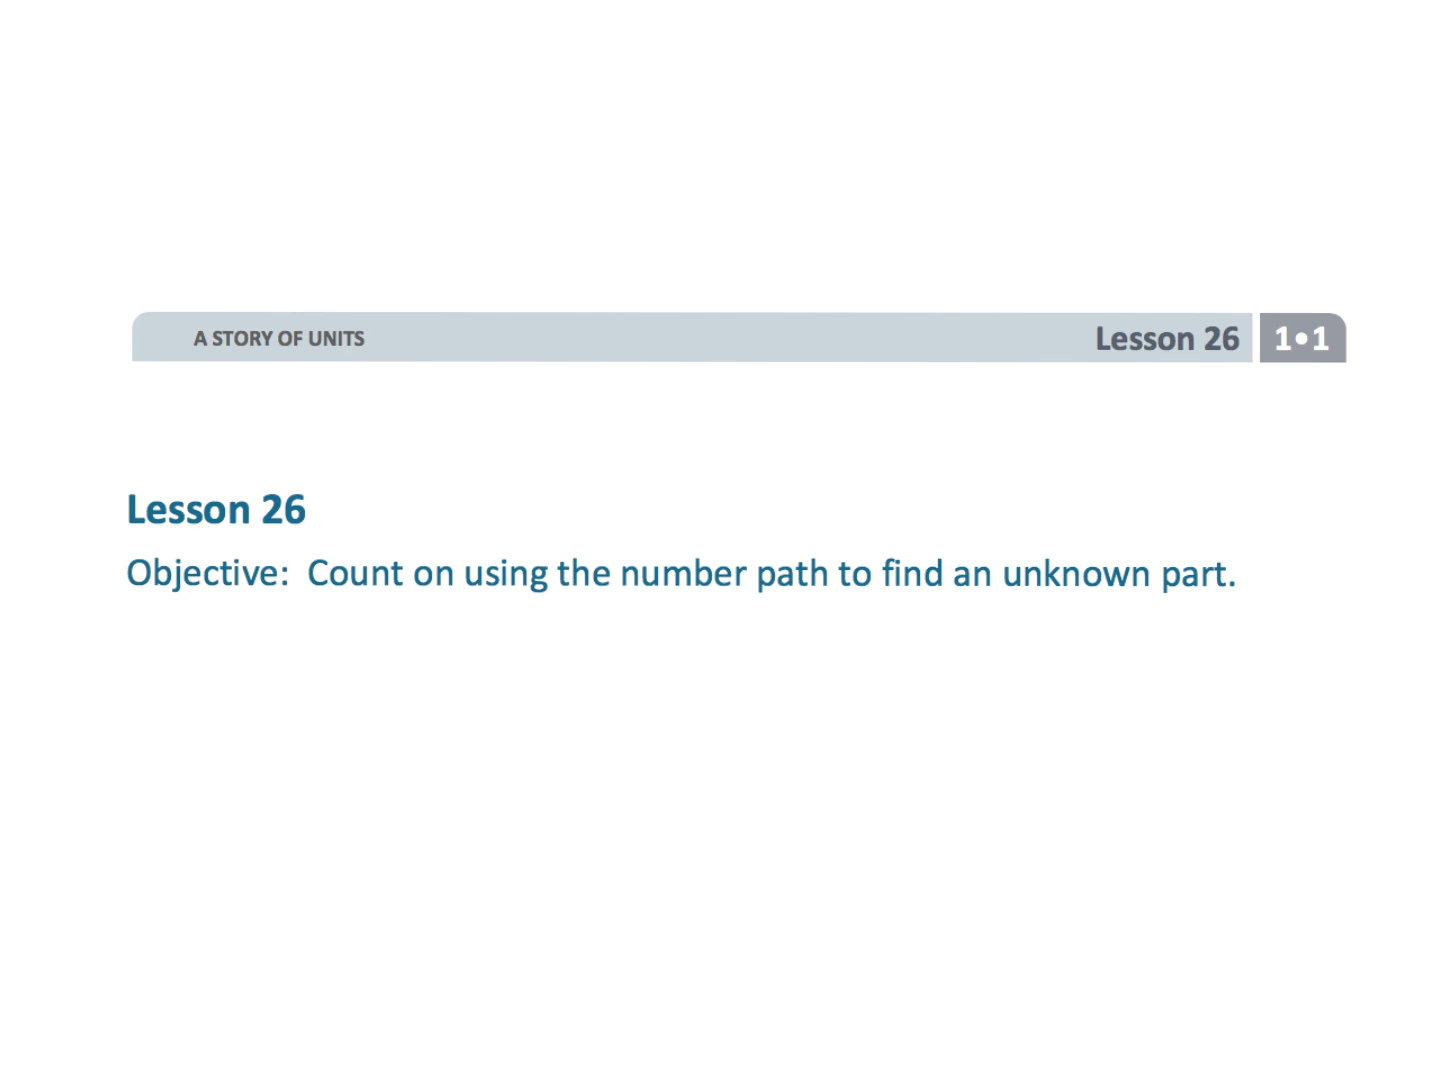 A STORY OF UNITS
Lesson 26
1•1
Lesson 26
Objective: Count on using the number path to find an unknown part.